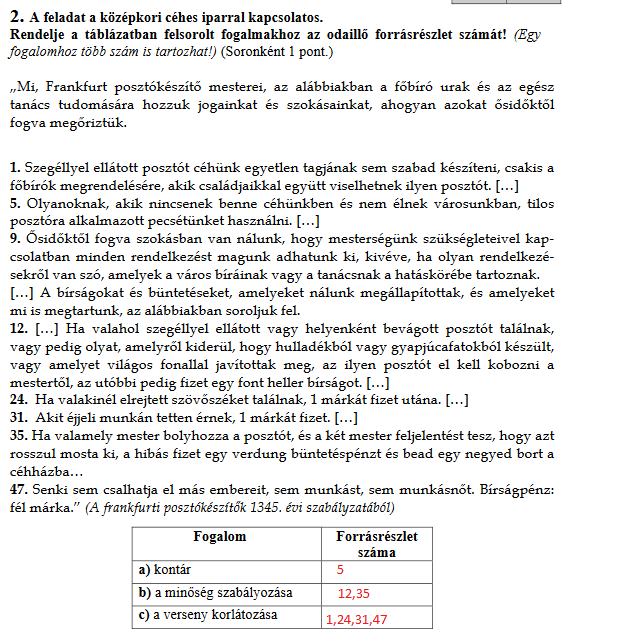 2. A feladat a középkori céhes iparral kapcsolatos.
Rendelje a táblázatban felsorolt fogalmakhoz az odaillő forrásrészlet számát! (Egy
fogalomhoz több szám is tartozhat!) (Soronként 1 pont.)
„Mi, Frankfurt posztókészítő mesterei, az alábbiakban a főbíró urak és az egész
tanács tudomására hozzuk jogainkat és szokásainkat, ahogyan azokat ősidőktől
fogva megőriztük.
1. Szegéllyel ellátott posztót céhünk egyetlen tagjának sem szabad készíteni, csakis a
főbírók megrendelésére, akik családjaikkal együtt viselhetnek ilyen posztót. […]
5. Olyanoknak, akik nincsenek benne céhünkben és nem élnek városunkban, tilos
posztóra alkalmazott pecsétünket használni. […]
9. Ősidőktől fogva szokásban van nálunk, hogy mesterségünk szükségleteivel kap-
csolatban minden rendelkezést magunk adhatunk ki, kivéve, ha olyan rendelkezé-
sekről van szó, amelyek a város bíráinak vagy a tanácsnak a hatáskörébe tartoznak.
[…] A bírságokat és büntetéseket, amelyeket nálunk megállapítottak, és amelyeket
mi is megtartunk, az alábbiakban soroljuk fel.
12. […] Ha valahol szegéllyel ellátott vagy helyenként bevágott posztót találnak,
vagy pedig olyat, amelyről kiderül, hogy hulladékból vagy gyapjúcafatokból készült,
vagy amelyet világos fonallal javítottak meg, az ilyen posztót el kell kobozni a
mestertől, az utóbbi pedig fizet egy font heller bírságot. […]
24. Ha valakinél elrejtett szövőszéket találnak, 1 márkát fizet utána. […]
31. Akit éjjeli munkán tetten érnek, 1 márkát fizet. […]
35. Ha valamely mester bolyhozza a posztót, és a két mester feljelentést tesz, hogy azt
rosszul mosta ki, a hibás fizet egy verdung büntetéspénzt és bead egy negyed bort a
céhházba…
47. Senki sem csalhatja el más embereit, sem munkást, sem munkásnőt. Bírságpénz:
fél márka.” (A frankfurti posztókészítők 1345. évi szabályzatából)
Fogalom Forrásrészlet
száma
a) kontár 5
b) a minőség szabályozása 12,35
c) a verseny korlátozása 1,24,31,47